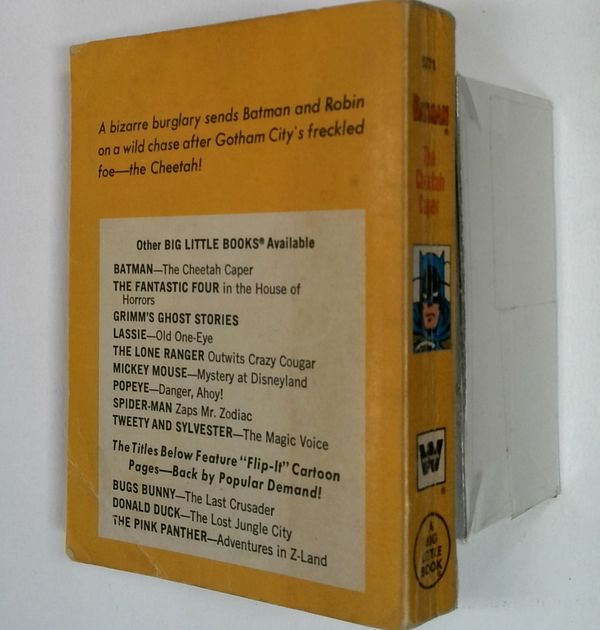 A bizarre burglary sends Batman and Robin
on a wild chase after Gotham City's freckled
foe—the Cheetah!
Other BIG LITTLE BOOKS® Available
BATMAN—The Cheetah Caper
THE FANTASTIC FOUR in the House of
Horrors
GRIMM'S GHOST STORIES
LASSIE—Old One-Eye
THE LONE RANGER Outwits Crazy Cougar
MICKEY MOUSE—Mystery at Disneyland
POPEYE—Danger, Ahoy!
SPIDER-MAN Zaps Mr. Zodiac
TWEETY AND SYLVESTER—The Magic Voice
The Titles Below Feature "Flip-It" Cartoon
Pages—Back by Popular Demand!
BUGS BUNNY—The Last Crusader
DONALD DUCK—The Lost Jungle City
THE PINK PANTHER—Adventures in Z-Land
BATMAN
The
Cheetah
Caper
W
A
BIG
LITTLE
BOOK